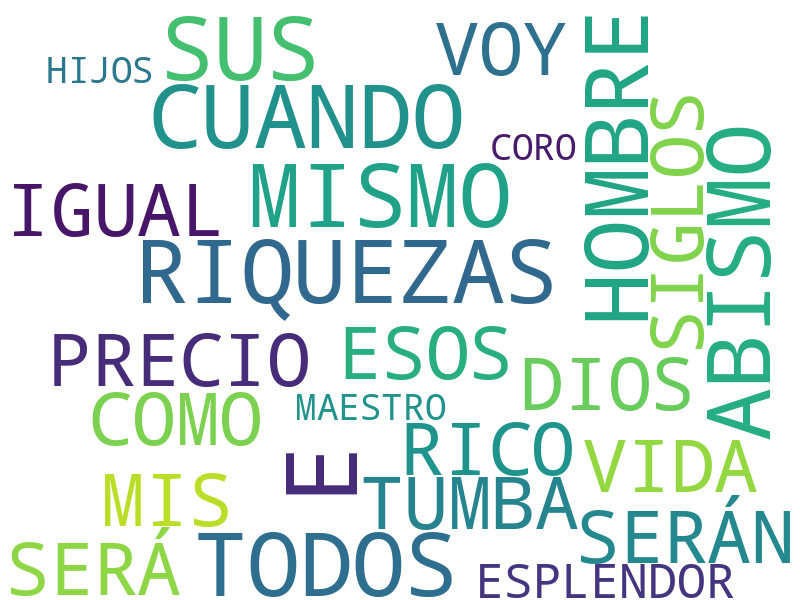 SUS
VOY
HOMBRE
HIJOS
CUANDO
SIGLOS
CORO
ABISMO
MISMO
IGUAL
RIQUEZAS
ESOS
PRECIO
DIOS
COMO
MAESTRO
RICO
VIDA
E
MIS
TUMBA
SERÁN
TODOS
SERÁ
ESPLENDOR